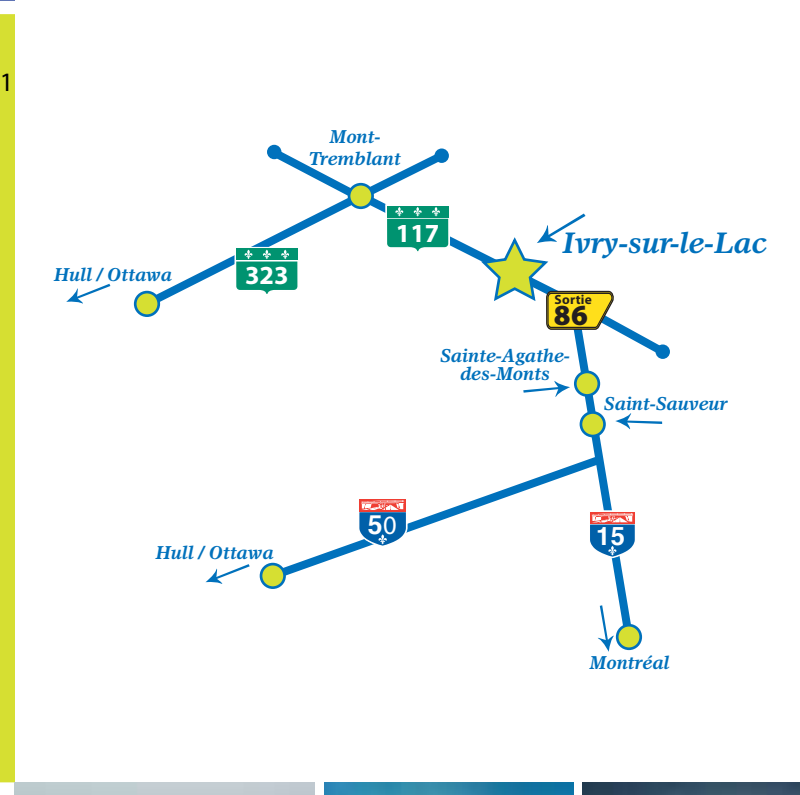 1
Mont-
Tremblant
117
Ivry-sur-le-Lac
323
Hull / Ottawa
Sortie
86
Sainte-Agathe-
des-Monts
Saint-Sauveur
50
15
Hull / Ottawa
Montréal